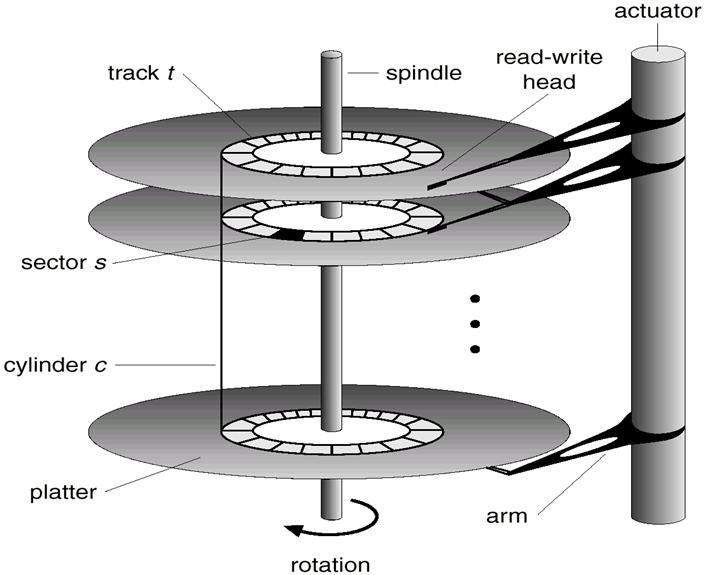 actuator
read-write
head
track t
spindle
sector s
cylinder c
platter
arm
rotation